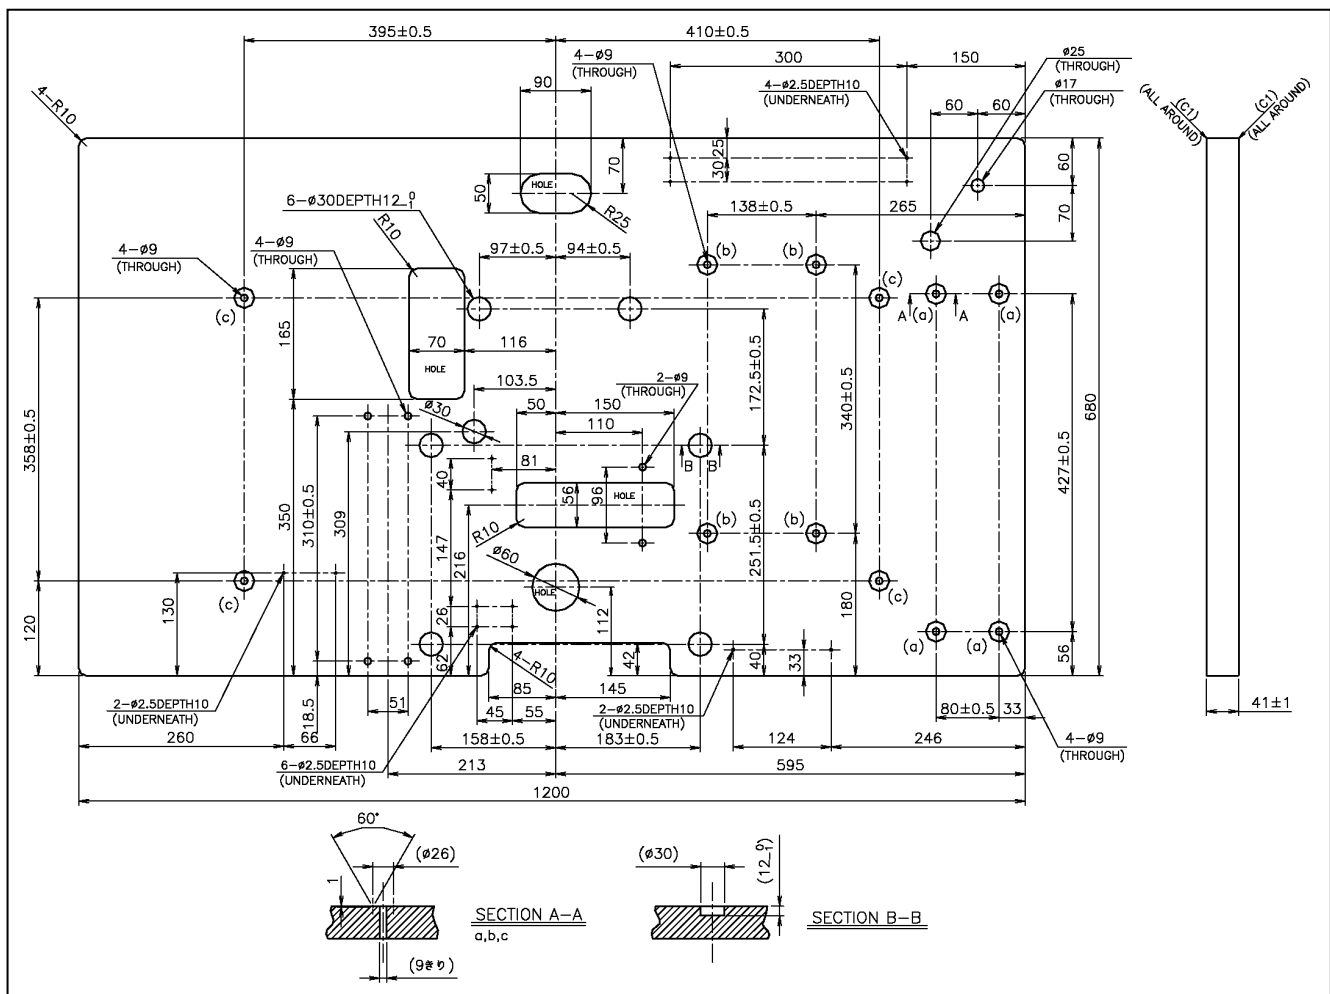 395±0.5
410±0.5
4-ø9
(THROUGH)
300
150
ø25
(THROUGH)
4-ø2.5DEPTH10
(UNDERNEATH)
ø17
(THROUGH)
90
60
60
4-R10
(C1)
(ALL AROUND)
(C1)
(ALL AROUND)
70
25
30
60
50
HOLE
R25
6-ø30DEPTH12 0 -1
138±0.5
265
70
R10
4-ø9
(THROUGH)
4-ø9
(THROUGH)
97±0.5
94±0.5
(b)
(b)
(c)
(c)
A
(a)
A
(a)
165
70
116
HOLE
172.5±0.5
340±0.5
680
103.5
2-ø9
(THROUGH)
ø30
50
150
110
358±0.5
427±0.5
B
B
81
40
56
96
HOLE
350
310±0.5
309
R10
147
216
(b)
(b)
251.5±0.5
ø60
HOLE
(c)
(c)
120
130
26
112
180
(a)
(a)
62
4-R10
42
40
33
56
85
145
2-ø2.5DEPTH10
(UNDERNEATH)
51
618.5
45
55
2-ø2.5DEPTH10
(UNDERNEATH)
80±0.5
33
41±1
260
66
158±0.5
183±0.5
124
246
4-ø9
(THROUGH)
6-ø2.5DEPTH10
(UNDERNEATH)
213
595
1200
60°
(ø26)
1
SECTION A-A
a,b,c
(9きり)
(ø30)
(12 0 -1)
SECTION B-B